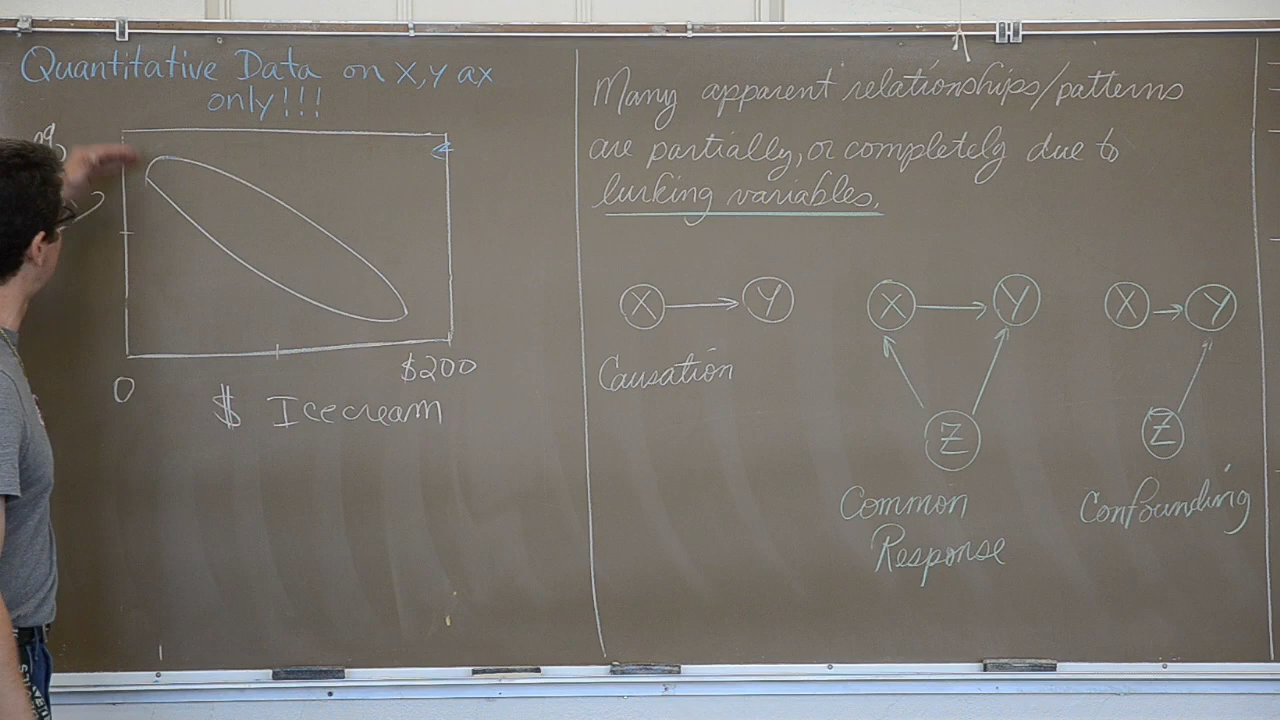 Quantitative Data on X,Y ax
only!!!
0
$200
$ Icecream
Many apparent relationships/patterns
are partially, or completely due to
lurking variables.
X Y
Causation
X Y
Z
Common
Response
X Y
Z
Confounding